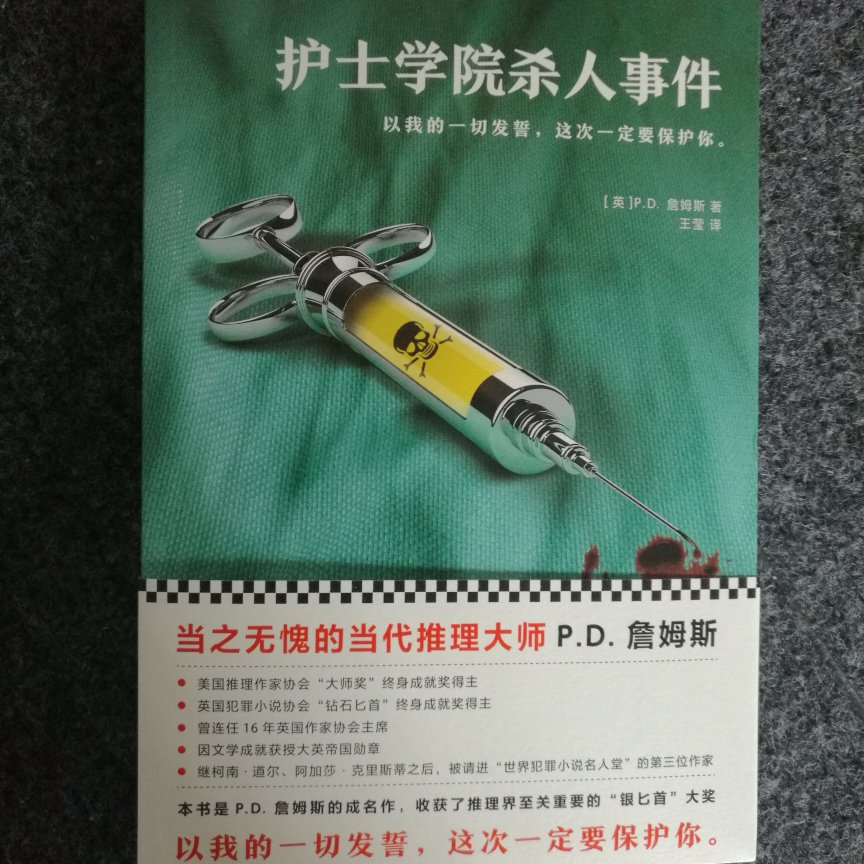 护士学院杀人事件
以我的一切发誓，这次一定要保护你。
[英]P.D. 詹姆斯 著
王莹 译
当之无愧的当代推理大师 P.D. 詹姆斯
美国推理作家协会“大师奖”终身成就奖得主
英国犯罪小说协会“钻石匕首”终身成就奖得主
曾连任 16 年英国作家协会主席
因文学成就获授大英帝国勋章
继柯南·道尔、阿加莎·克里斯蒂之后，被请进“世界犯罪小说名人堂”的第三位作家
本书是 P.D. 詹姆斯的成名作，收获了推理界至关重要的“银匕首”大奖
以我的一切发誓，这次一定要保护你。